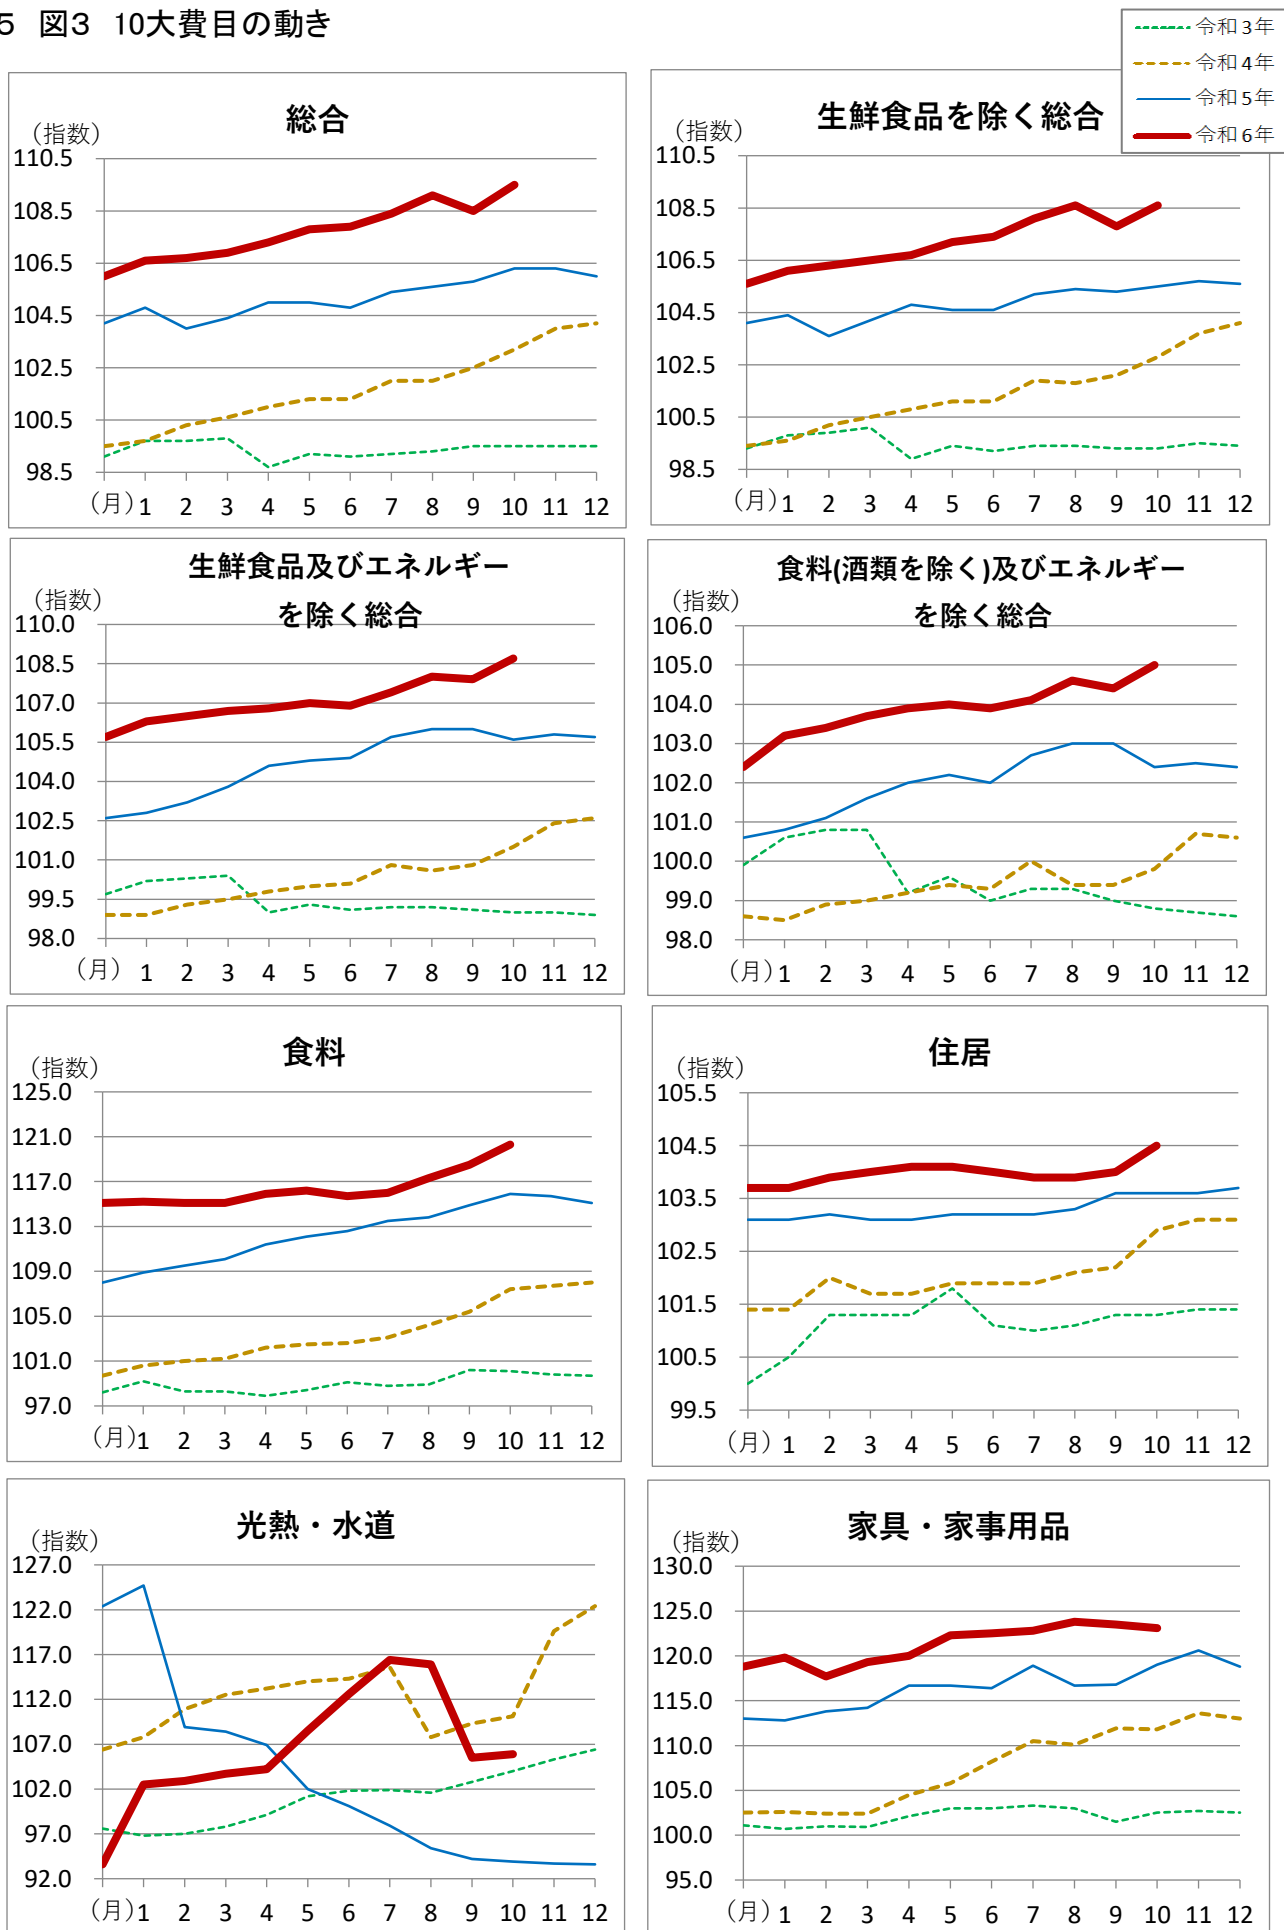 5 図3 10大費目の動き
令和3年
令和4年
令和5年
令和6年
総合
（指数）
110.5
108.5
106.5
104.5
102.5
100.5
98.5
（月） 1 2 3 4 5 6 7 8 9 10 11 12
生鮮食品を除く総合
（指数）
110.5
108.5
106.5
104.5
102.5
100.5
98.5
（月） 1 2 3 4 5 6 7 8 9 10 11 12
生鮮食品及びエネルギー
を除く総合
（指数）
110.0
108.5
107.0
105.5
104.0
102.5
101.0
99.5
98.0
（月） 1 2 3 4 5 6 7 8 9 10 11 12
食料(酒類を除く)及びエネルギー
を除く総合
（指数）
106.0
105.0
104.0
103.0
102.0
101.0
100.0
99.0
98.0
（月） 1 2 3 4 5 6 7 8 9 10 11 12
食料
（指数）
125.0
121.0
117.0
113.0
109.0
105.0
101.0
97.0
（月） 1 2 3 4 5 6 7 8 9 10 11 12
住居
（指数）
105.5
104.5
103.5
102.5
101.5
100.5
99.5
（月） 1 2 3 4 5 6 7 8 9 10 11 12
光熱・水道
（指数）
127.0
122.0
117.0
112.0
107.0
102.0
97.0
92.0
（月） 1 2 3 4 5 6 7 8 9 10 11 12
家具・家事用品
（指数）
130.0
125.0
120.0
115.0
110.0
105.0
100.0
95.0
（月） 1 2 3 4 5 6 7 8 9 10 11 12